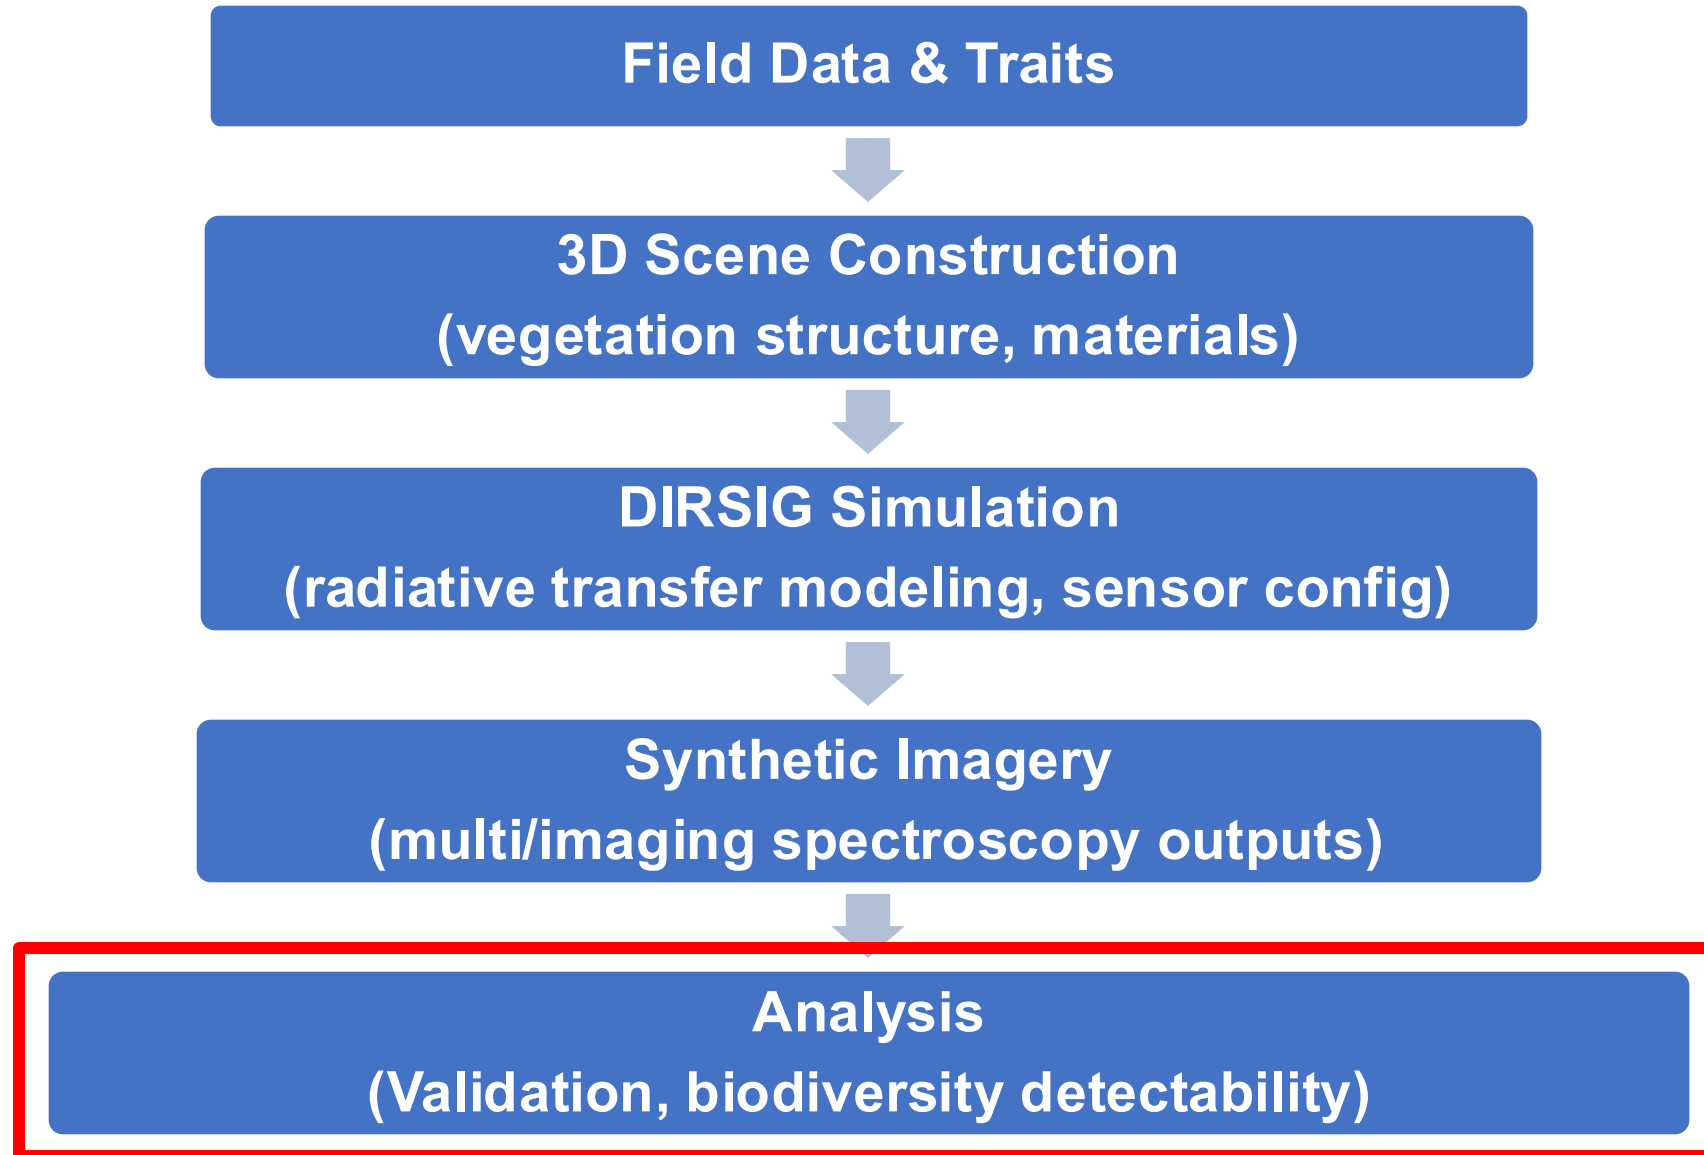 Field Data & Traits
3D Scene Construction
(vegetation structure, materials)
DIRSIG Simulation
(radiative transfer modeling, sensor config)
Synthetic Imagery
(multi/imaging spectroscopy outputs)
Analysis
(Validation, biodiversity detectability)